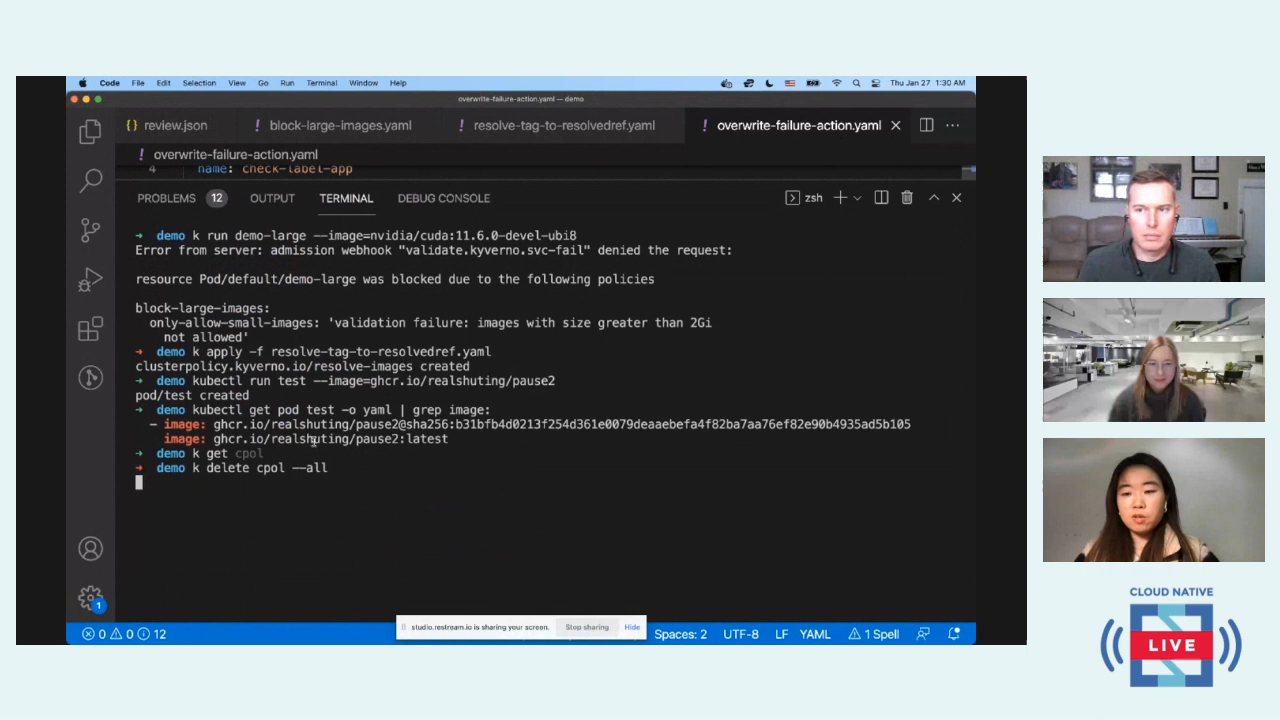 Code File Edit Selection View Go Run Terminal Window Help Thu Jan 27 1:30 AM
overwrite-failure-action.yaml — demo
{} review.json ! block-large-images.yaml ! resolve-tag-to-resolvedref.yaml ! overwrite-failure-action.yaml
! overwrite-failure-action.yaml
4 name: check-label-app
PROBLEMS 12 OUTPUT TERMINAL DEBUG CONSOLE zsh
→ demo k run demo-large --image=nvidia/cuda:11.6.0-devel-ubi8
Error from server: admission webhook "validate.kyverno.svc-fail" denied the request:
resource Pod/default/demo-large was blocked due to the following policies
block-large-images:
only-allow-small-images: 'validation failure: images with size greater than 2Gi
not allowed'
→ demo k apply -f resolve-tag-to-resolvedref.yaml
clusterpolicy.kyverno.io/resolve-images created
→ demo kubectl run test --image=ghcr.io/realshuting/pause2
pod/test created
→ demo kubectl get pod test -o yaml | grep image:
- image: ghcr.io/realshuting/pause2@sha256:b31bfb4d0213f254d361e0079deaaebefa4f82ba7aa76ef82e90b4935ad5b105
image: ghcr.io/realshuting/pause2:latest
→ demo k get cpol
→ demo k delete cpol --all
studio.restream.io is sharing your screen. Stop sharing Hide
1
0 0 12 Spaces: 2 UTF-8 LF YAML 1 Spell
CLOUD NATIVE
LIVE